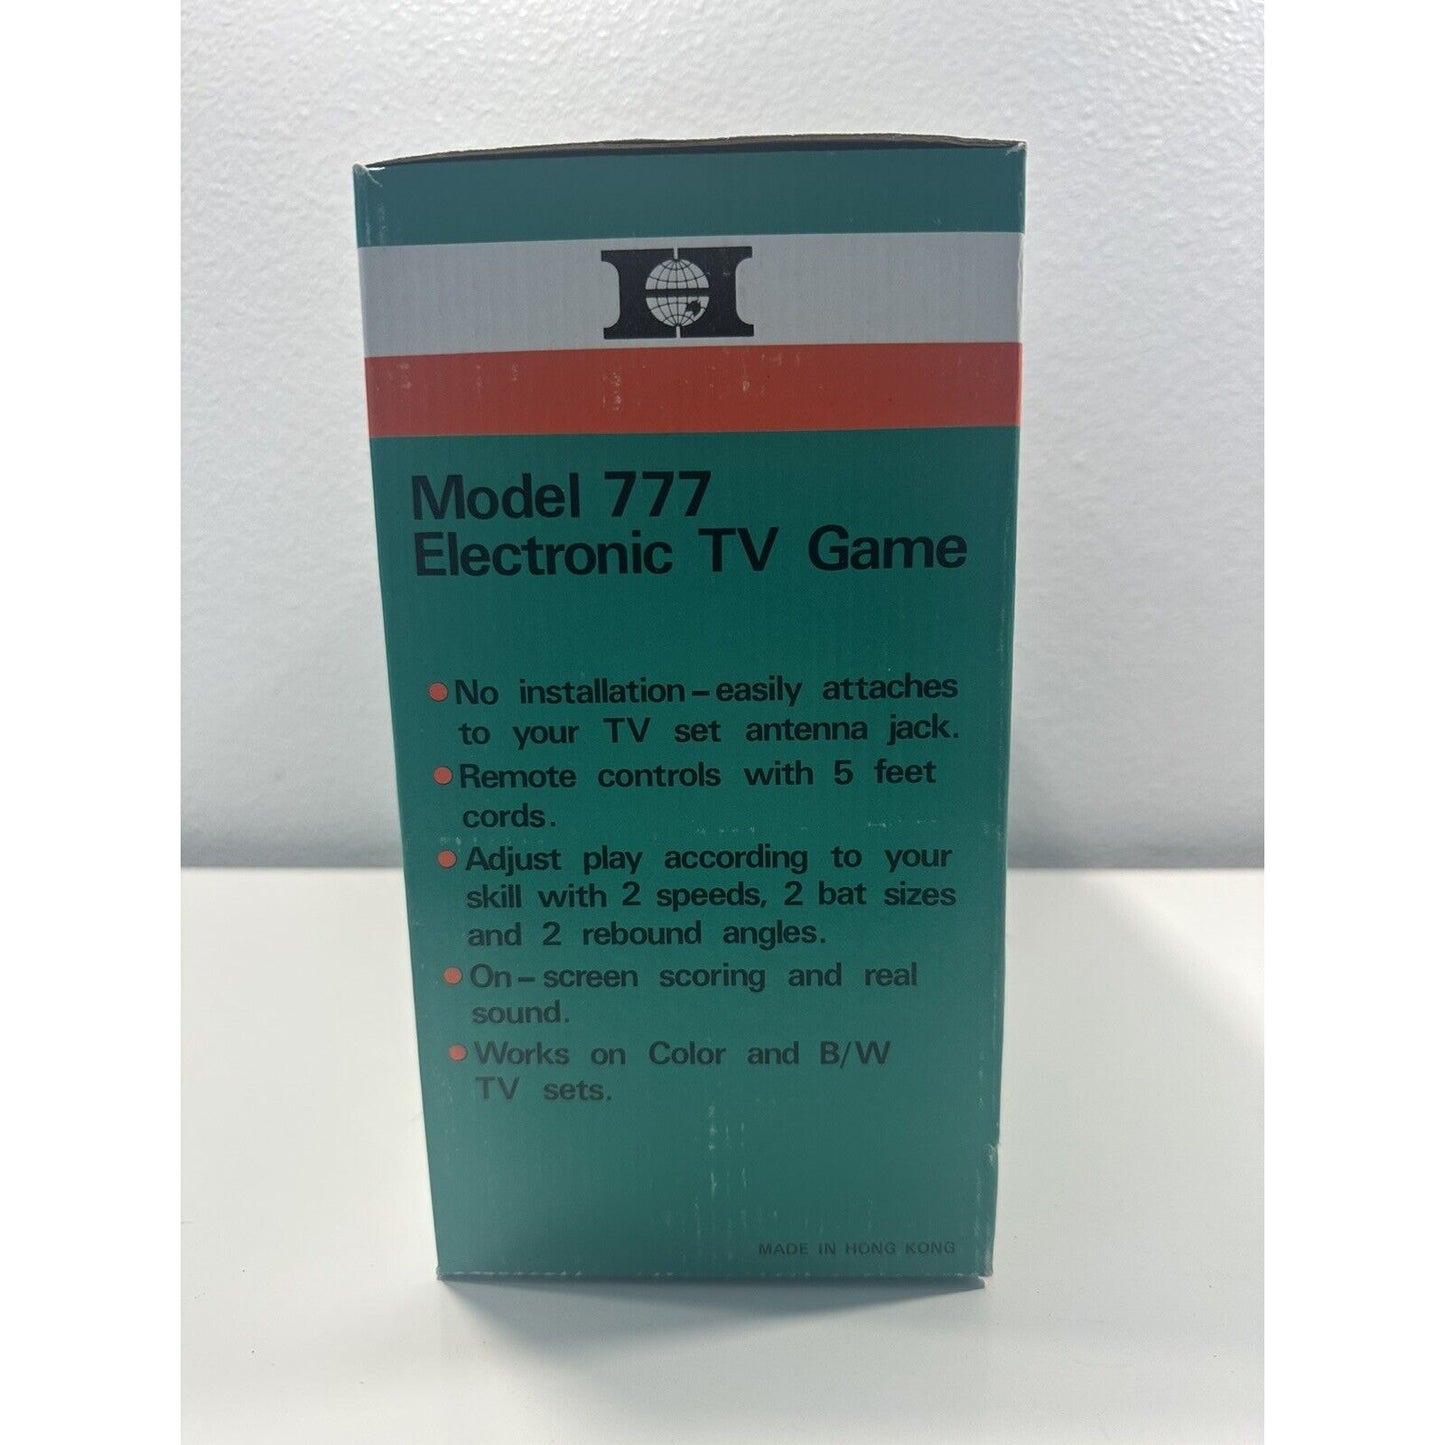 H
Model 777
Electronic TV Game
No installation – easily attaches
to your TV set antenna jack.
Remote controls with 5 feet
cords.
Adjust play according to your
skill with 2 speeds, 2 bat sizes
and 2 rebound angles.
On – screen scoring and real
sound.
Works on Color and B/W
TV sets.
MADE IN HONG KONG